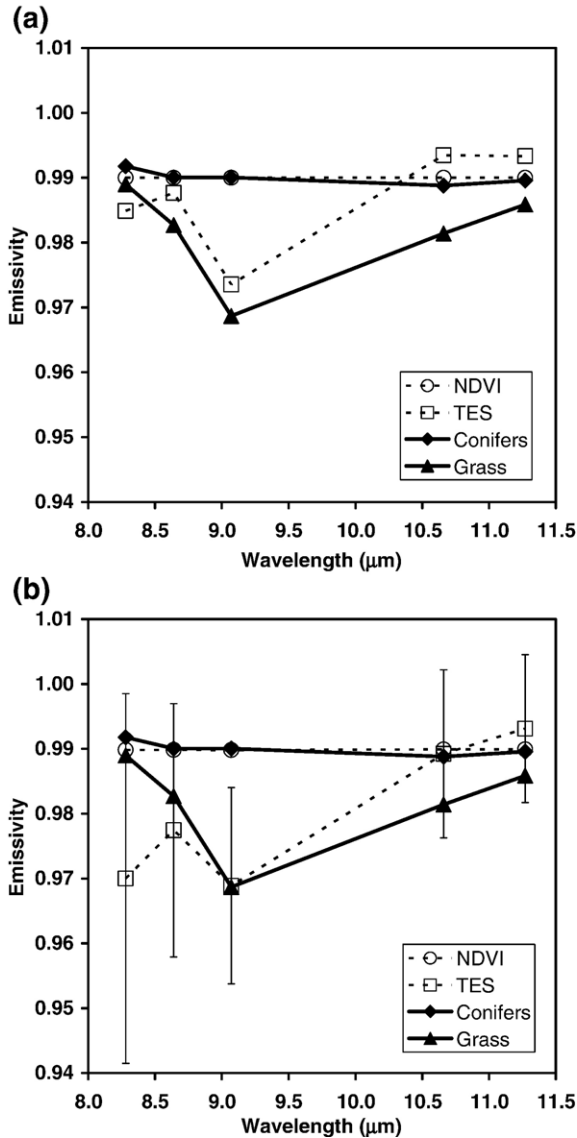 (a)
1.01
1.00
0.99
0.98
0.97
0.96
0.95
0.94
Emissivity
NDVI
TES
Conifers
Grass
8.0 8.5 9.0 9.5 10.0 10.5 11.0 11.5
Wavelength (μm)
(b)
1.01
1.00
0.99
0.98
0.97
0.96
0.95
0.94
Emissivity
NDVI
TES
Conifers
Grass
8.0 8.5 9.0 9.5 10.0 10.5 11.0 11.5
Wavelength (μm)